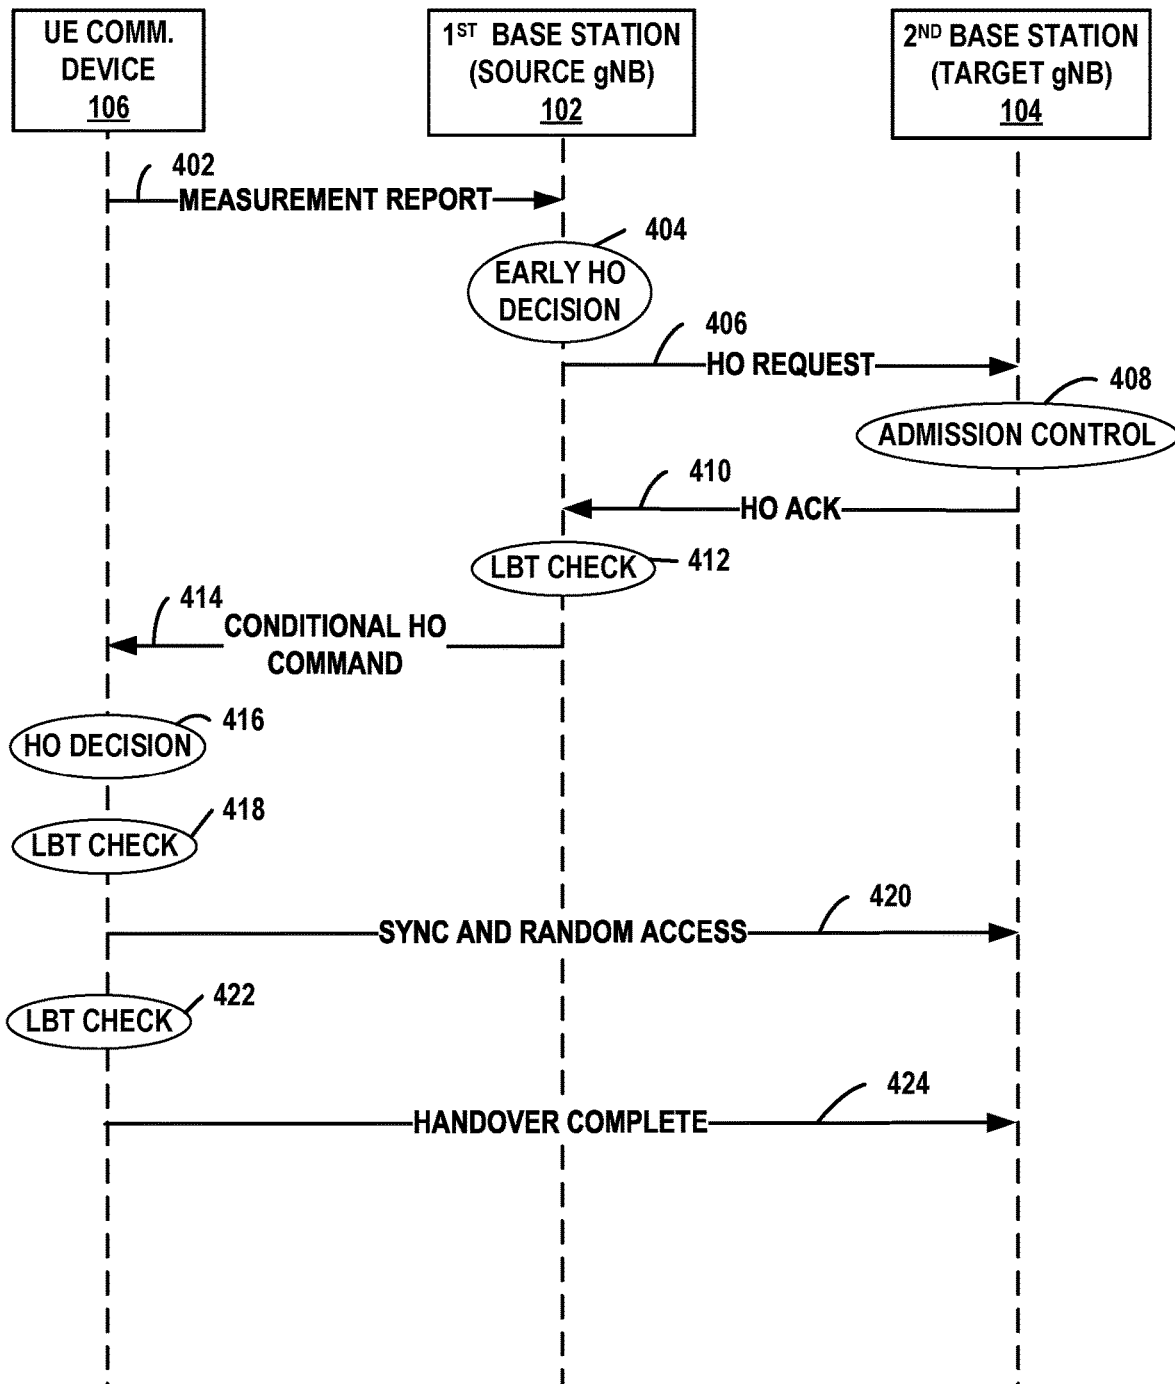 UE COMM.
DEVICE
106
1ST BASE STATION
(SOURCE gNB)
102
2ND BASE STATION
(TARGET gNB)
104
402
MEASUREMENT REPORT
404
EARLY HO
DECISION
406
HO REQUEST
408
ADMISSION CONTROL
410
HO ACK
LBT CHECK
412
414
CONDITIONAL HO
COMMAND
416
HO DECISION
418
LBT CHECK
420
SYNC AND RANDOM ACCESS
422
LBT CHECK
424
HANDOVER COMPLETE